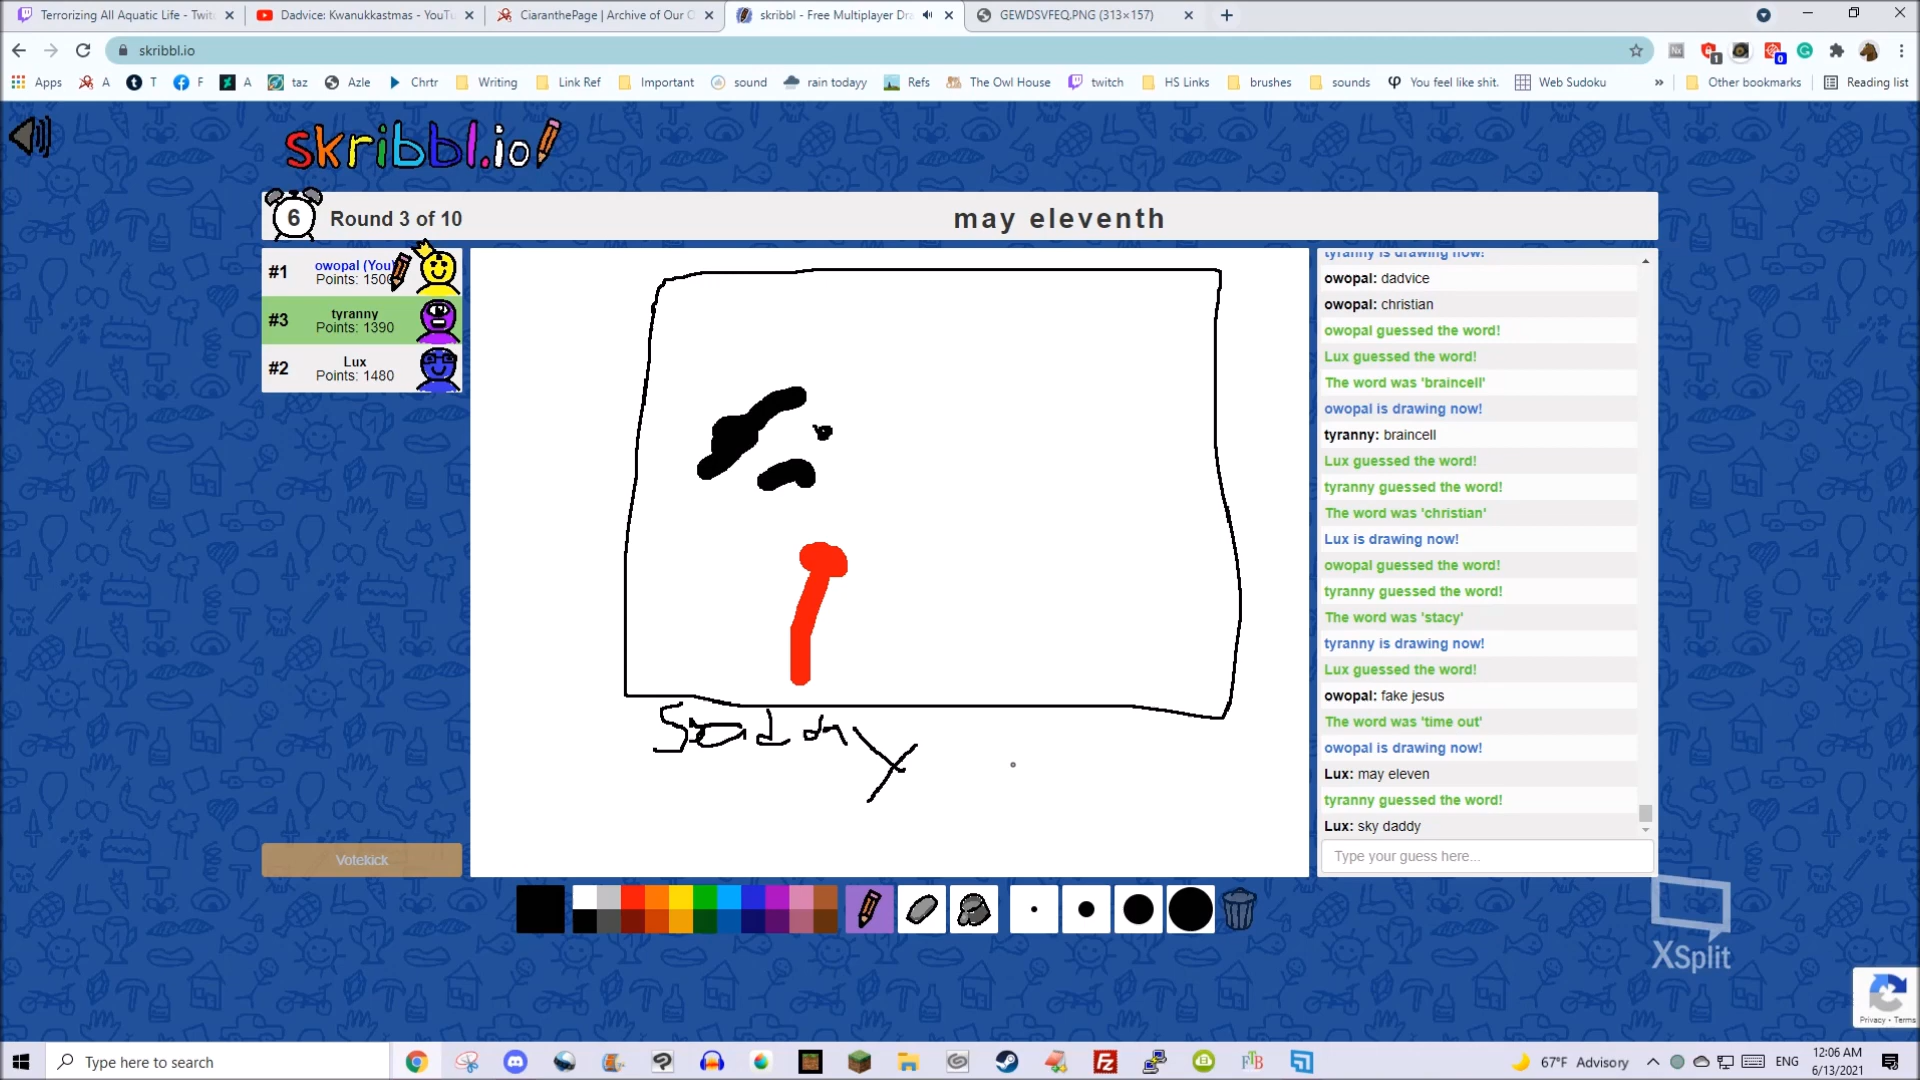 Terrorizing All Aquatic Life - Twit
Dadvice: Kwanukkastmas - YouTu
CiaranthePage | Archive of Our O
skribbl - Free Multiplayer Dra
GEWDSVFEQ.PNG (313×157)
skribbl.io
Apps A T F A taz Azle Chrtr Writing Link Ref Important sound rain todayy Refs The Owl House twitch HS Links brushes sounds You feel like shit. Web Sudoku » Other bookmarks Reading list
skribbl.io
6 Round 3 of 10 may eleventh
#1 owopal (You)
Points: 1500
#3 tyranny
Points: 1390
#2 Lux
Points: 1480
Votekick
tyranny is drawing now!
owopal: dadvice
owopal: christian
owopal guessed the word!
Lux guessed the word!
The word was 'braincell'
owopal is drawing now!
tyranny: braincell
Lux guessed the word!
tyranny guessed the word!
The word was 'christian'
Lux is drawing now!
owopal guessed the word!
tyranny guessed the word!
The word was 'stacy'
tyranny is drawing now!
Lux guessed the word!
owopal: fake jesus
The word was 'time out'
owopal is drawing now!
Lux: may eleven
tyranny guessed the word!
Lux: sky daddy
Type your guess here...
XSplit
Privacy - Terms
Type here to search
67°F Advisory
ENG
12:06 AM
6/13/2021